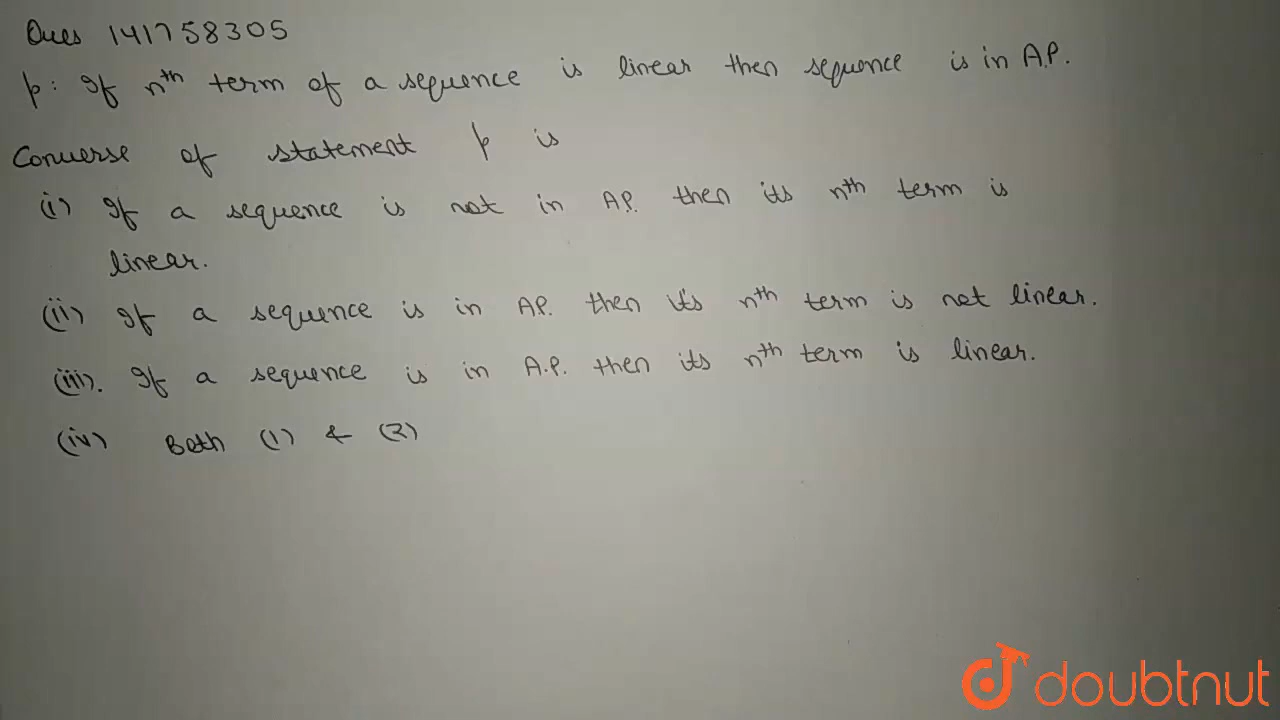 Ques 141758305
p: If nth term of a sequence is linear then sequence is in A.P.
Converse of statement p is
(i) If a sequence is not in A.P. then its nth term is
linear.
(ii) If a sequence is in AP. then it's nth term is not linear.
(iii). If a sequence is in A.P. then its nth term is linear.
(iv) Both (1) & (2)
doubtnut